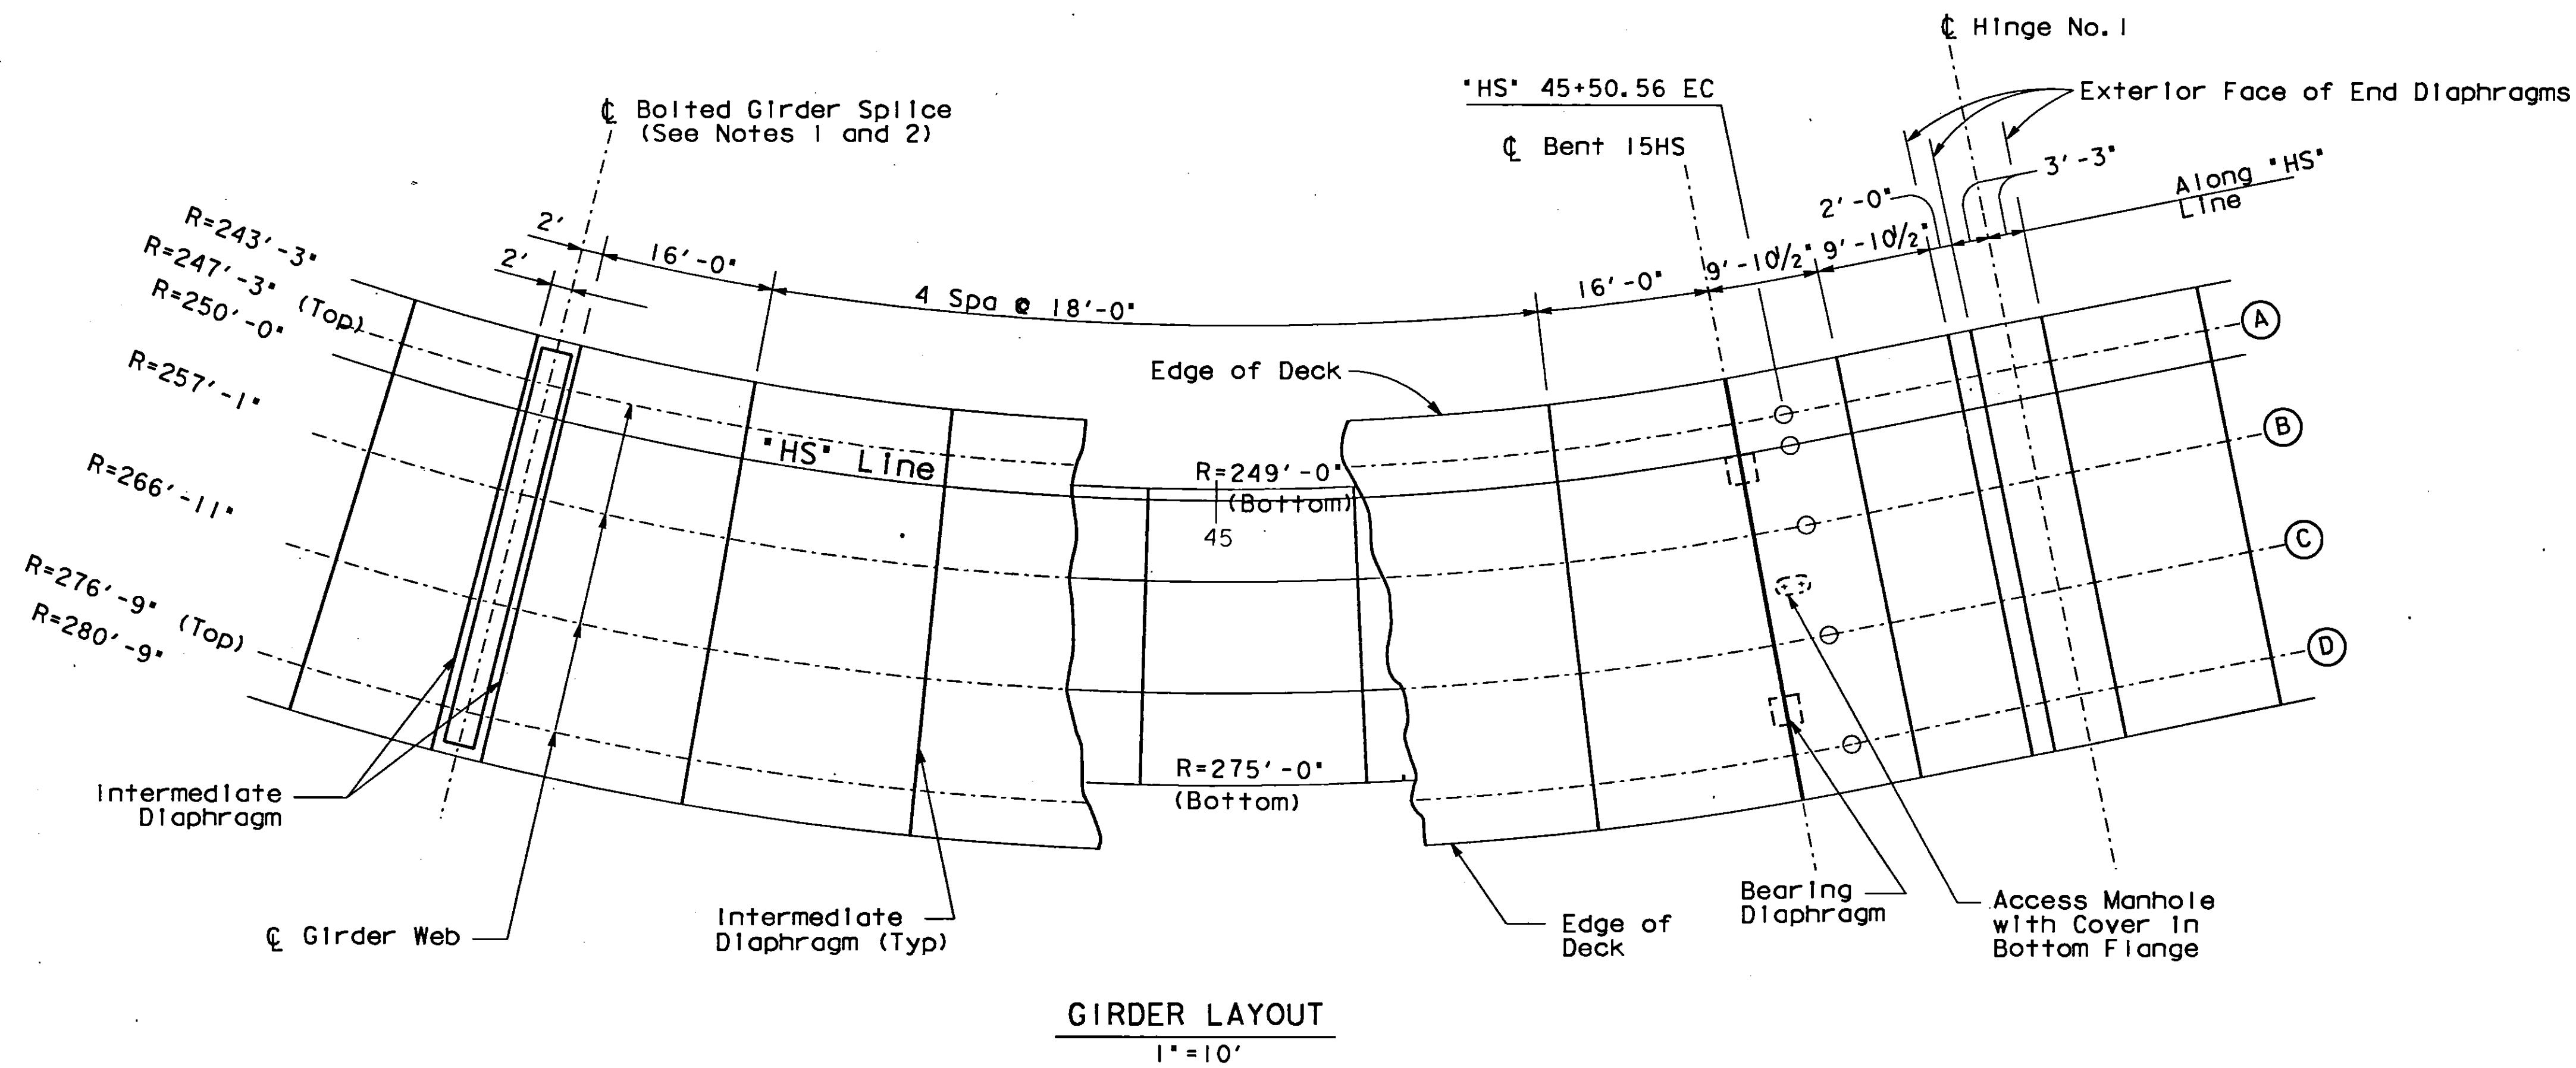 ℄ Hinge No. 1
"HS" 45+50.56 EC
Exterior Face of End Diaphragms
℄ Bolted Girder Splice
(See Notes 1 and 2)
℄ Bent 15HS
3'-3"
Along "HS"
Line
2'-0"
R=243'-3"
R=247'-3" (Top)
R=250'-0"
R=257'-1"
R=266'-11"
R=276'-9" (Top)
R=280'-9"
2'
2'
16'-0"
4 Spa @ 18'-0"
16'-0"
9'-10 1/2"
9'-10 1/2"
Edge of Deck
A
B
C
D
"HS" Line
R=249'-0"
(Bottom)
45
R=275'-0"
(Bottom)
Intermediate
Diaphragm
℄ Girder Web
Intermediate
Diaphragm (Typ)
Edge of
Deck
Bearing
Diaphragm
Access Manhole
with Cover in
Bottom Flange
GIRDER LAYOUT
1"=10'